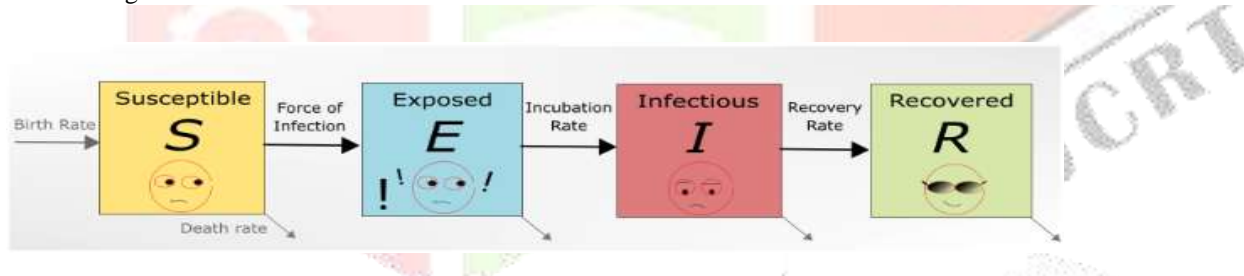 Susceptible
Exposed
Infectious
Recovered
Birth Rate
S
Force of
Infection
E
Incubation
Rate
I
Recovery
Rate
R
! ! !
Death rate